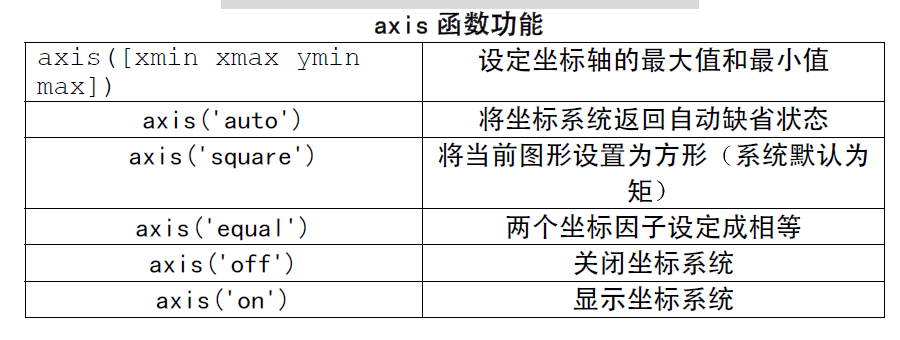 axis 函数功能
axis([xmin xmax ymin
max])
设定坐标轴的最大值和最小值
axis('auto')
将坐标系统返回自动缺省状态
axis('square')
将当前图形设置为方形（系统默认为
矩）
axis('equal')
两个坐标因子设定成相等
axis('off')
关闭坐标系统
axis('on')
显示坐标系统